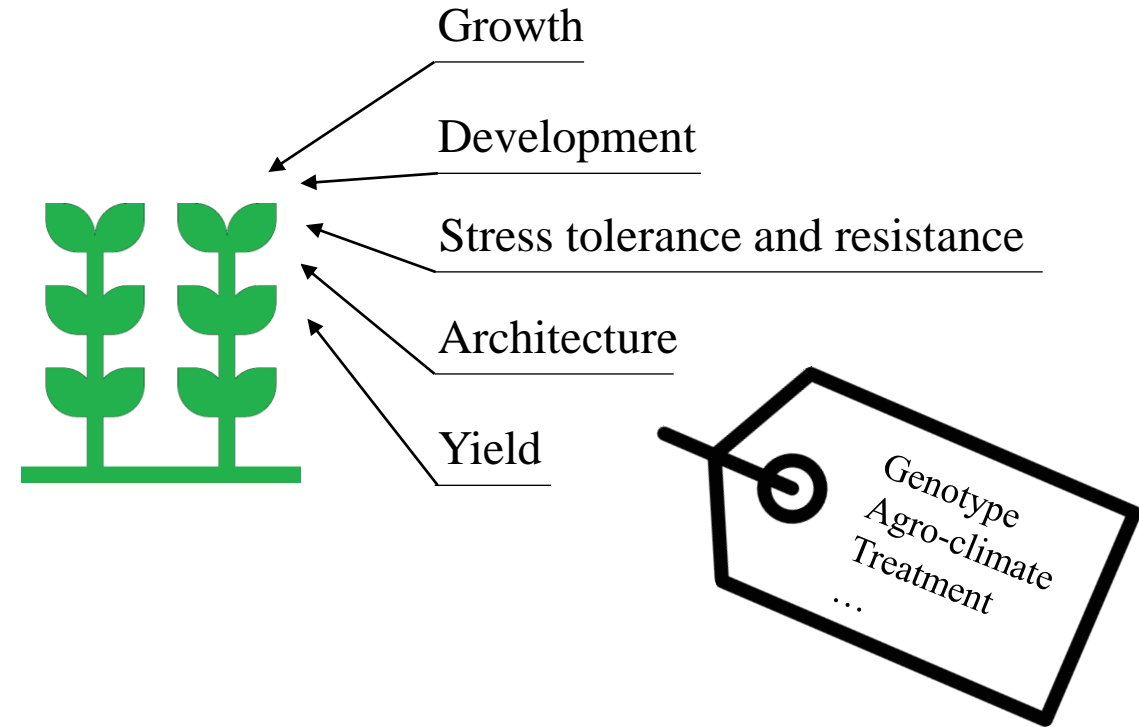 Growth
Development
Stress tolerance and resistance
Architecture
Yield
Genotype
Agro-climate
Treatment
…